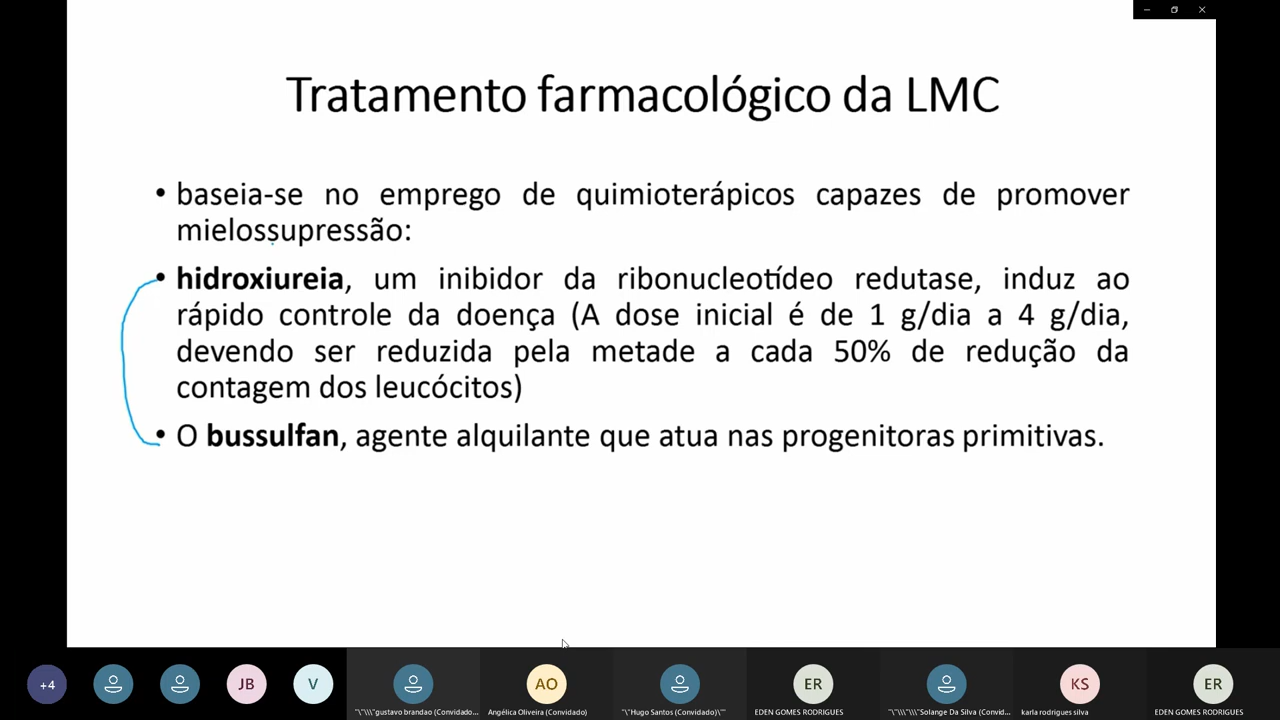 Tratamento farmacológico da LMC
• baseia-se no emprego de quimioterápicos capazes de promover
mielossupressão:
• hidroxiureia, um inibidor da ribonucleotídeo redutase, induz ao
rápido controle da doença (A dose inicial é de 1 g/dia a 4 g/dia,
devendo ser reduzida pela metade a cada 50% de redução da
contagem dos leucócitos)
• O bussulfan, agente alquilante que atua nas progenitoras primitivas.
+4
JB
V
AO
ER
KS
ER
"\"\\\"gustavo brandao (Convidado...
Angélica Oliveira (Convidado)
"\"Hugo Santos (Convidado)\""
EDEN GOMES RODRIGUES
"\"\\\"\\\\"Solange Da Silva (Convid...
karla rodrigues silva
EDEN GOMES RODRIGUES